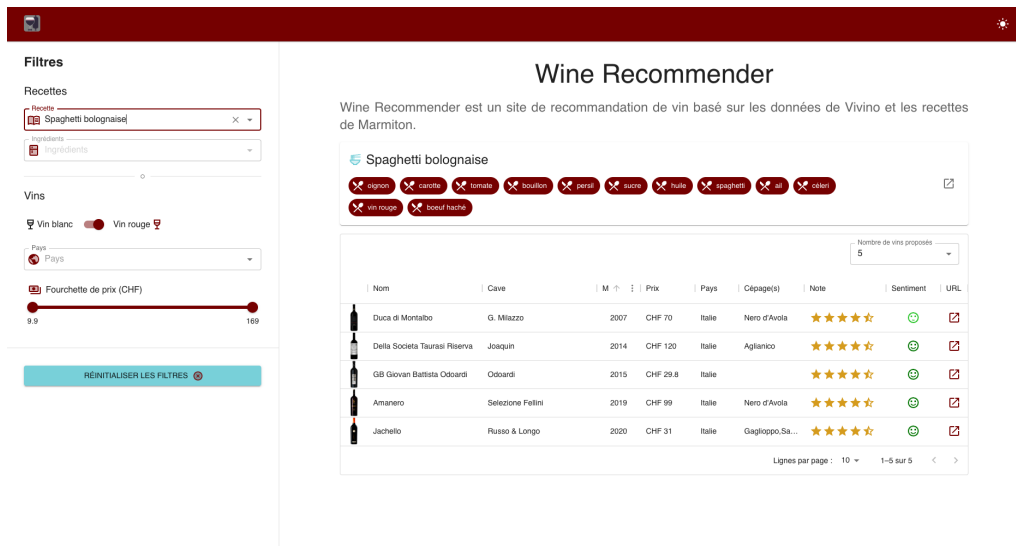 Filtres
Recettes
Recette
Spaghetti bolognaise
Ingrédients
Ingrédients
Vins
Vin blanc Vin rouge
Pays
Pays
Fourchette de prix (CHF)
9.9 169
RÉINITIALISER LES FILTRES
Wine Recommender
Wine Recommender est un site de recommandation de vin basé sur les données de Vivino et les recettes
de Marmiton.
Spaghetti bolognaise
oignon carotte tomate bouillon persil sucre huile spaghetti ail céleri
vin rouge boeuf haché
Nombre de vins proposés
5
Nom Cave M Prix Pays Cépage(s) Note Sentiment URL
Duca di Montalbo G. Milazzo 2007 CHF 70 Italie Nero d'Avola
Della Societa Taurasi Riserva Joaquin 2014 CHF 120 Italie Aglianico
GB Giovan Battista Odoardi Odoardi 2015 CHF 29.8 Italie
Amanero Selezione Fellini 2019 CHF 99 Italie Nero d'Avola
Jachello Russo & Longo 2020 CHF 31 Italie Gaglioppo,Sa...
Lignes par page : 10 1–5 sur 5